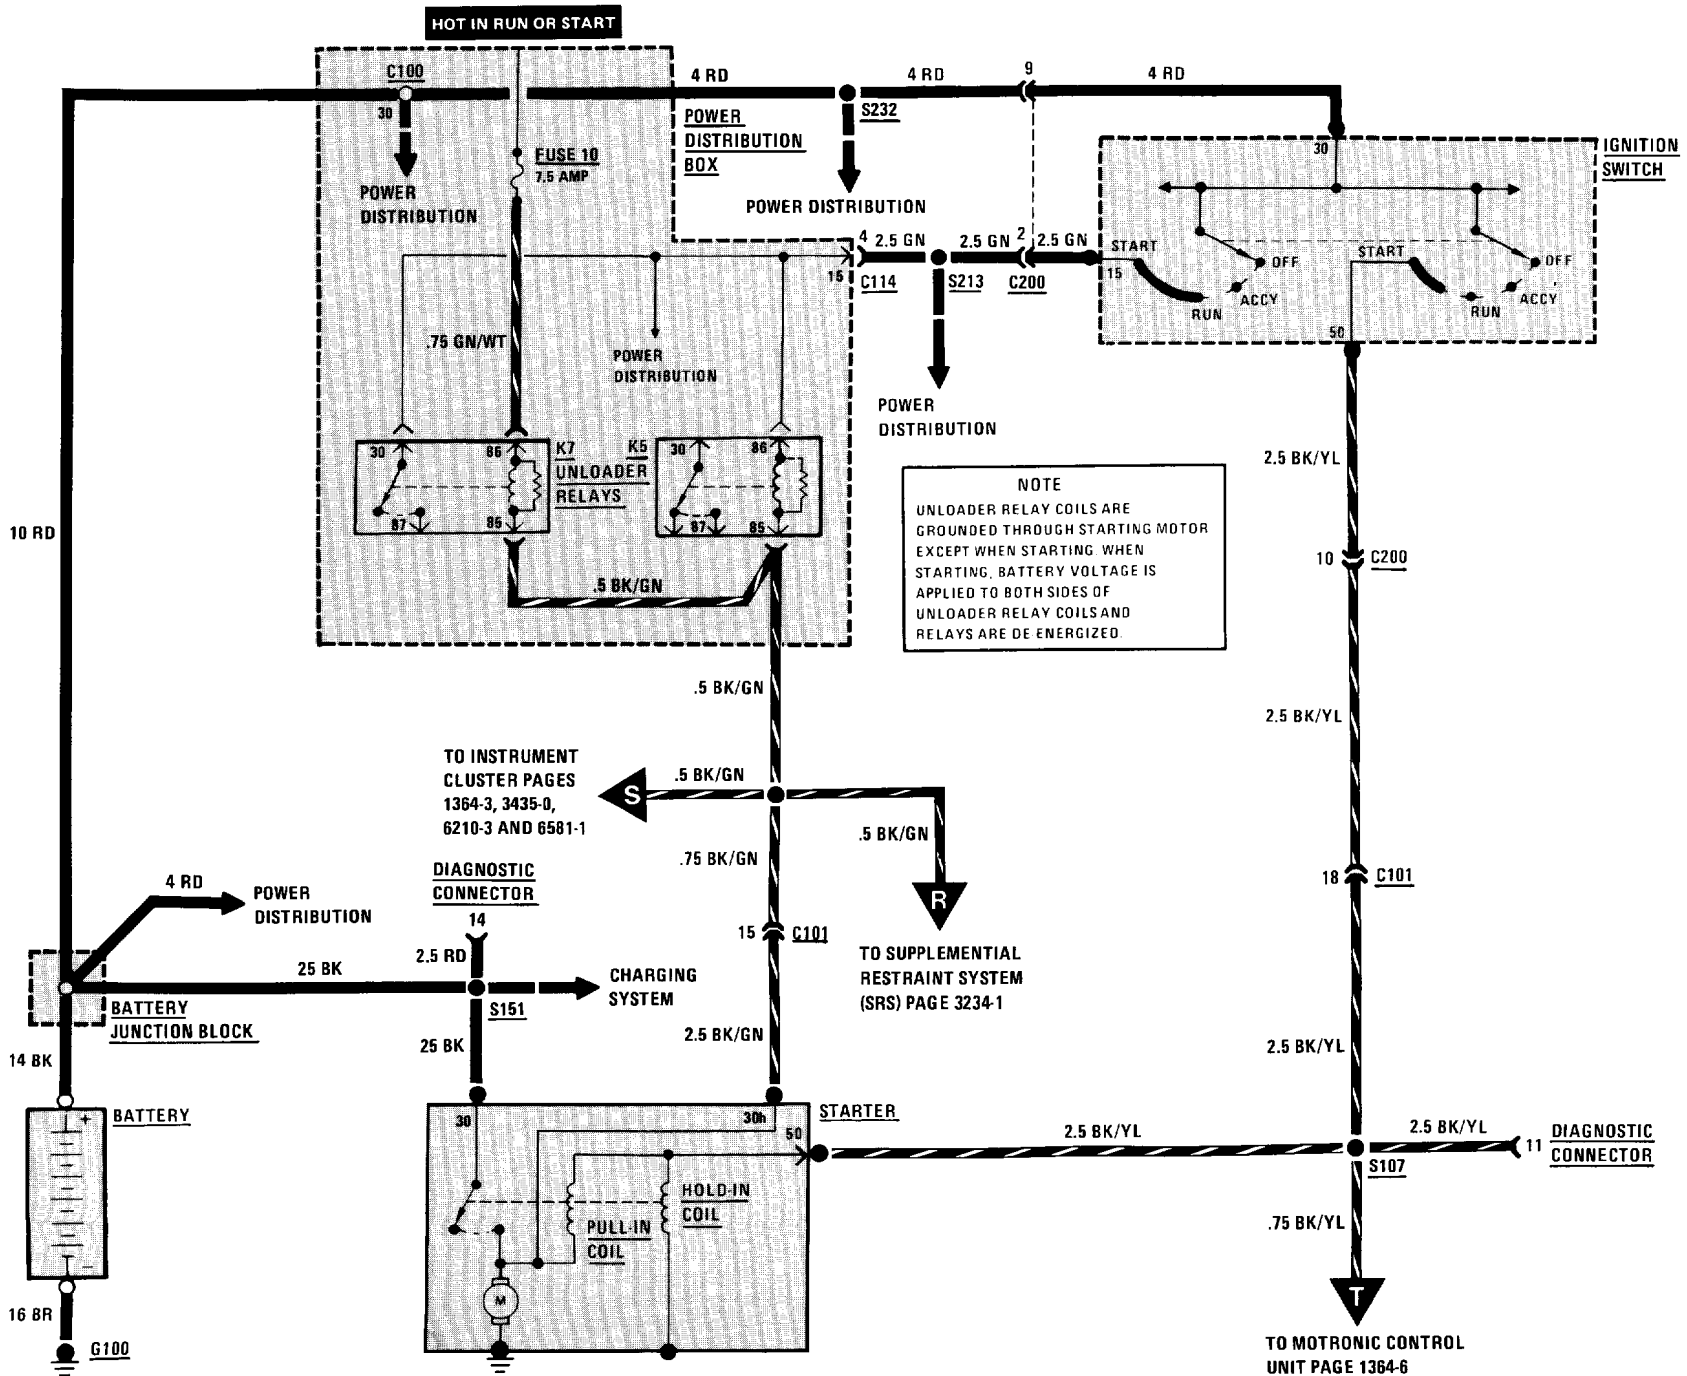 HOT IN RUN OR START
C100
30
POWER
DISTRIBUTION
FUSE 10
7.5 AMP
4 RD
POWER
DISTRIBUTION
BOX
S232
POWER DISTRIBUTION
4 RD
9
4 RD
30
IGNITION
SWITCH
START
15
OFF
ACCY
RUN
START
OFF
ACCY
RUN
50
15
4
2.5 GN
C114
S213
2.5 GN
2
C200
2.5 GN
POWER
DISTRIBUTION
.75 GN/WT
POWER
DISTRIBUTION
30
86
87
85
K7
UNLOADER
RELAYS
K5
30
86
87
85
.5 BK/GN
NOTE
UNLOADER RELAY COILS ARE
GROUNDED THROUGH STARTING MOTOR
EXCEPT WHEN STARTING. WHEN
STARTING, BATTERY VOLTAGE IS
APPLIED TO BOTH SIDES OF
UNLOADER RELAY COILS AND
RELAYS ARE DE-ENERGIZED.
2.5 BK/YL
10
C200
10 RD
.5 BK/GN
2.5 BK/YL
TO INSTRUMENT
CLUSTER PAGES
1364-3, 3435-0,
6210-3 AND 6581-1
S
.5 BK/GN
.5 BK/GN
R
TO SUPPLEMENTIAL
RESTRAINT SYSTEM
(SRS) PAGE 3234-1
.75 BK/GN
15
C101
18
C101
4 RD
POWER
DISTRIBUTION
DIAGNOSTIC
CONNECTOR
14
2.5 RD
25 BK
CHARGING
SYSTEM
S151
BATTERY
JUNCTION BLOCK
14 BK
25 BK
2.5 BK/GN
2.5 BK/YL
BATTERY
+
–
16 BR
G100
30
30h
50
STARTER
HOLD-IN
COIL
PULL-IN
COIL
M
2.5 BK/YL
2.5 BK/YL
11
DIAGNOSTIC
CONNECTOR
S107
.75 BK/YL
T
TO MOTRONIC CONTROL
UNIT PAGE 1364-6